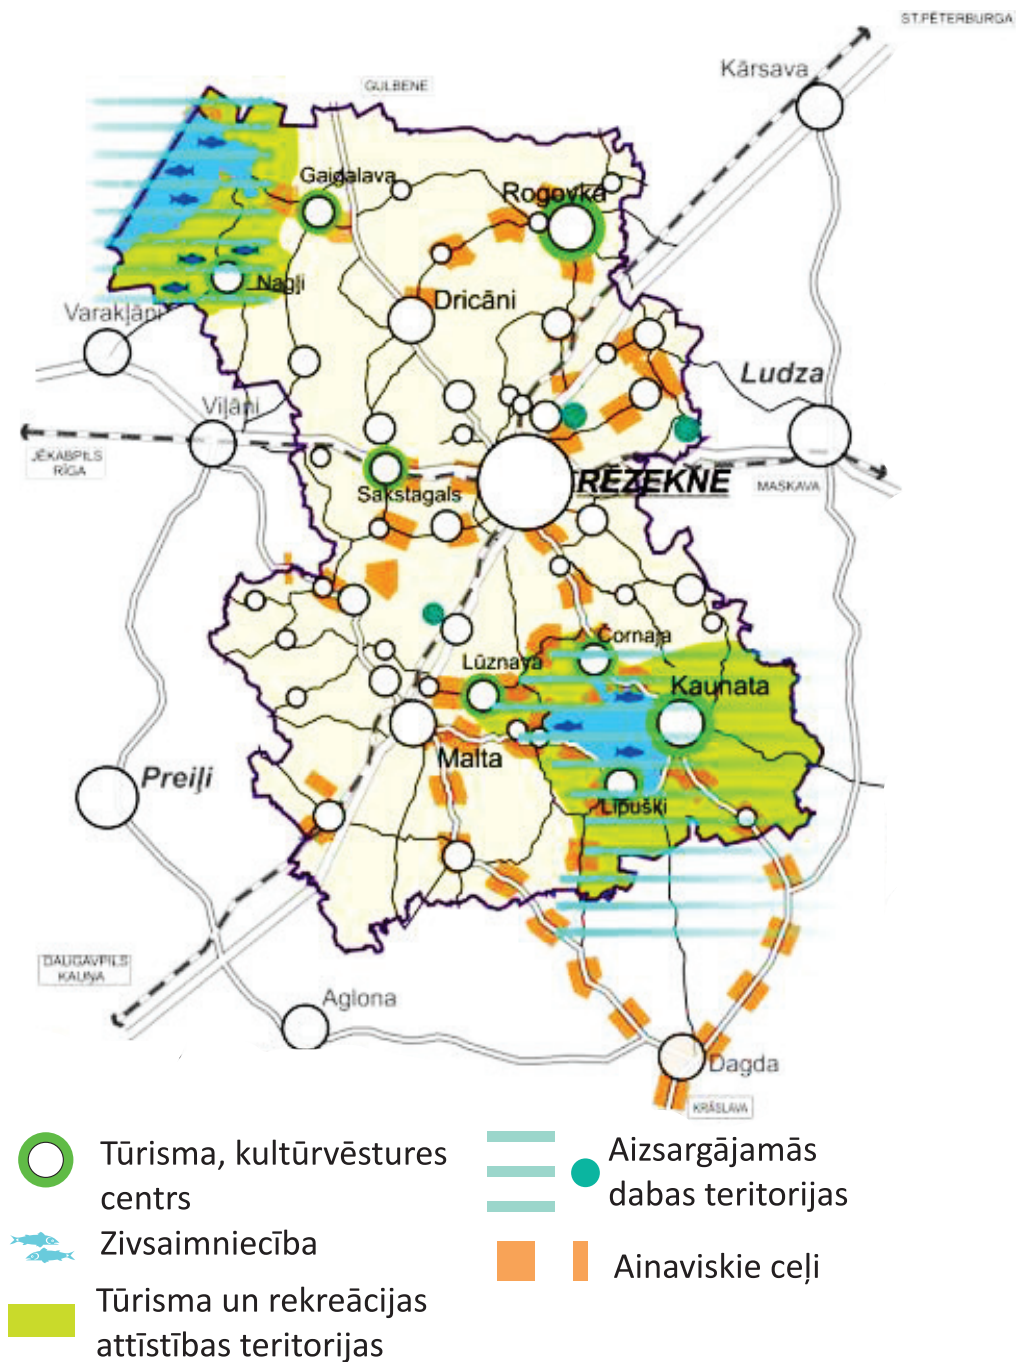 ST.PĒTERBURGA
Kārsava
GULBENE
Gaigalava
Rogovka
Nagļi
Dricāni
Varakļāni
Ludza
Viļāni
JĒKABPILS
RĪGA
RĒZEKNE
MASKAVA
Sakstagals
Čornaja
Lūznava
Kaunata
Malta
Preiļi
Lipuški
DAUGAVPILS
KAUŅA
Aglona
Dagda
KRĀSLAVA
Tūrisma, kultūrvēstures
centrs
Zivsaimniecība
Tūrisma un rekreācijas
attīstības teritorijas
Aizsargājamās
dabas teritorijas
Ainaviskie ceļi